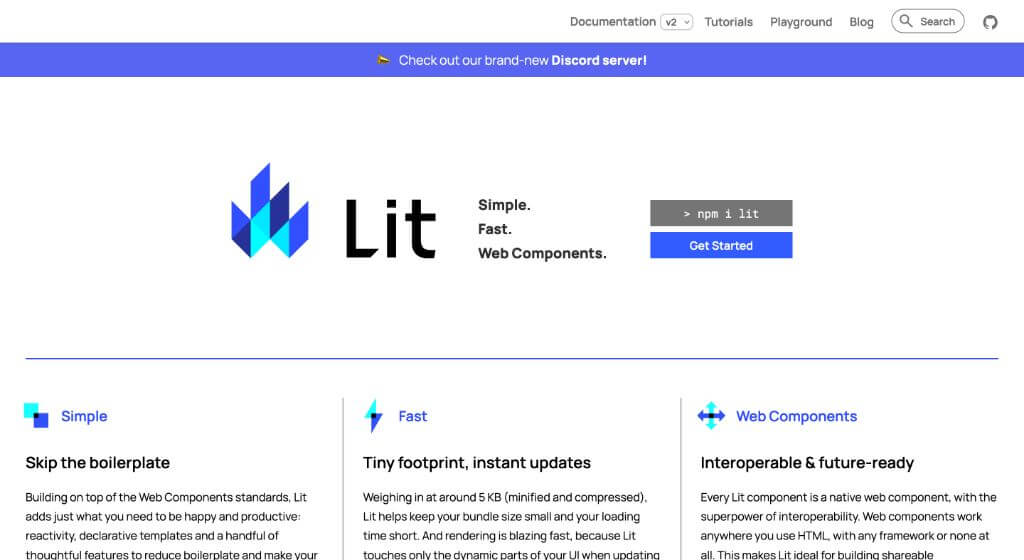 Documentation v2 Tutorials Playground Blog Search
Check out our brand-new Discord server!
Lit
Simple.
Fast.
Web Components.
> npm i lit
Get Started
Simple
Skip the boilerplate
Building on top of the Web Components standards, Lit
adds just what you need to be happy and productive:
reactivity, declarative templates and a handful of
thoughtful features to reduce boilerplate and make your
Fast
Tiny footprint, instant updates
Weighing in at around 5 KB (minified and compressed),
Lit helps keep your bundle size small and your loading
time short. And rendering is blazing fast, because Lit
touches only the dynamic parts of your UI when updating
Web Components
Interoperable & future-ready
Every Lit component is a native web component, with the
superpower of interoperability. Web components work
anywhere you use HTML, with any framework or none at
all. This makes Lit ideal for building shareable